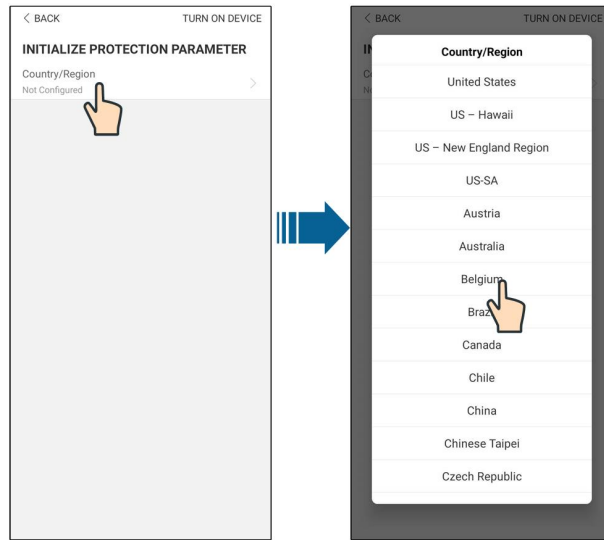 < BACK TURN ON DEVICE
INITIALIZE PROTECTION PARAMETER
Country/Region
Not Configured
< BACK TURN ON DEVICE
Country/Region
United States
US – Hawaii
US – New England Region
US-SA
Austria
Australia
Belgium
Canada
Chile
China
Chinese Taipei
Czech Republic